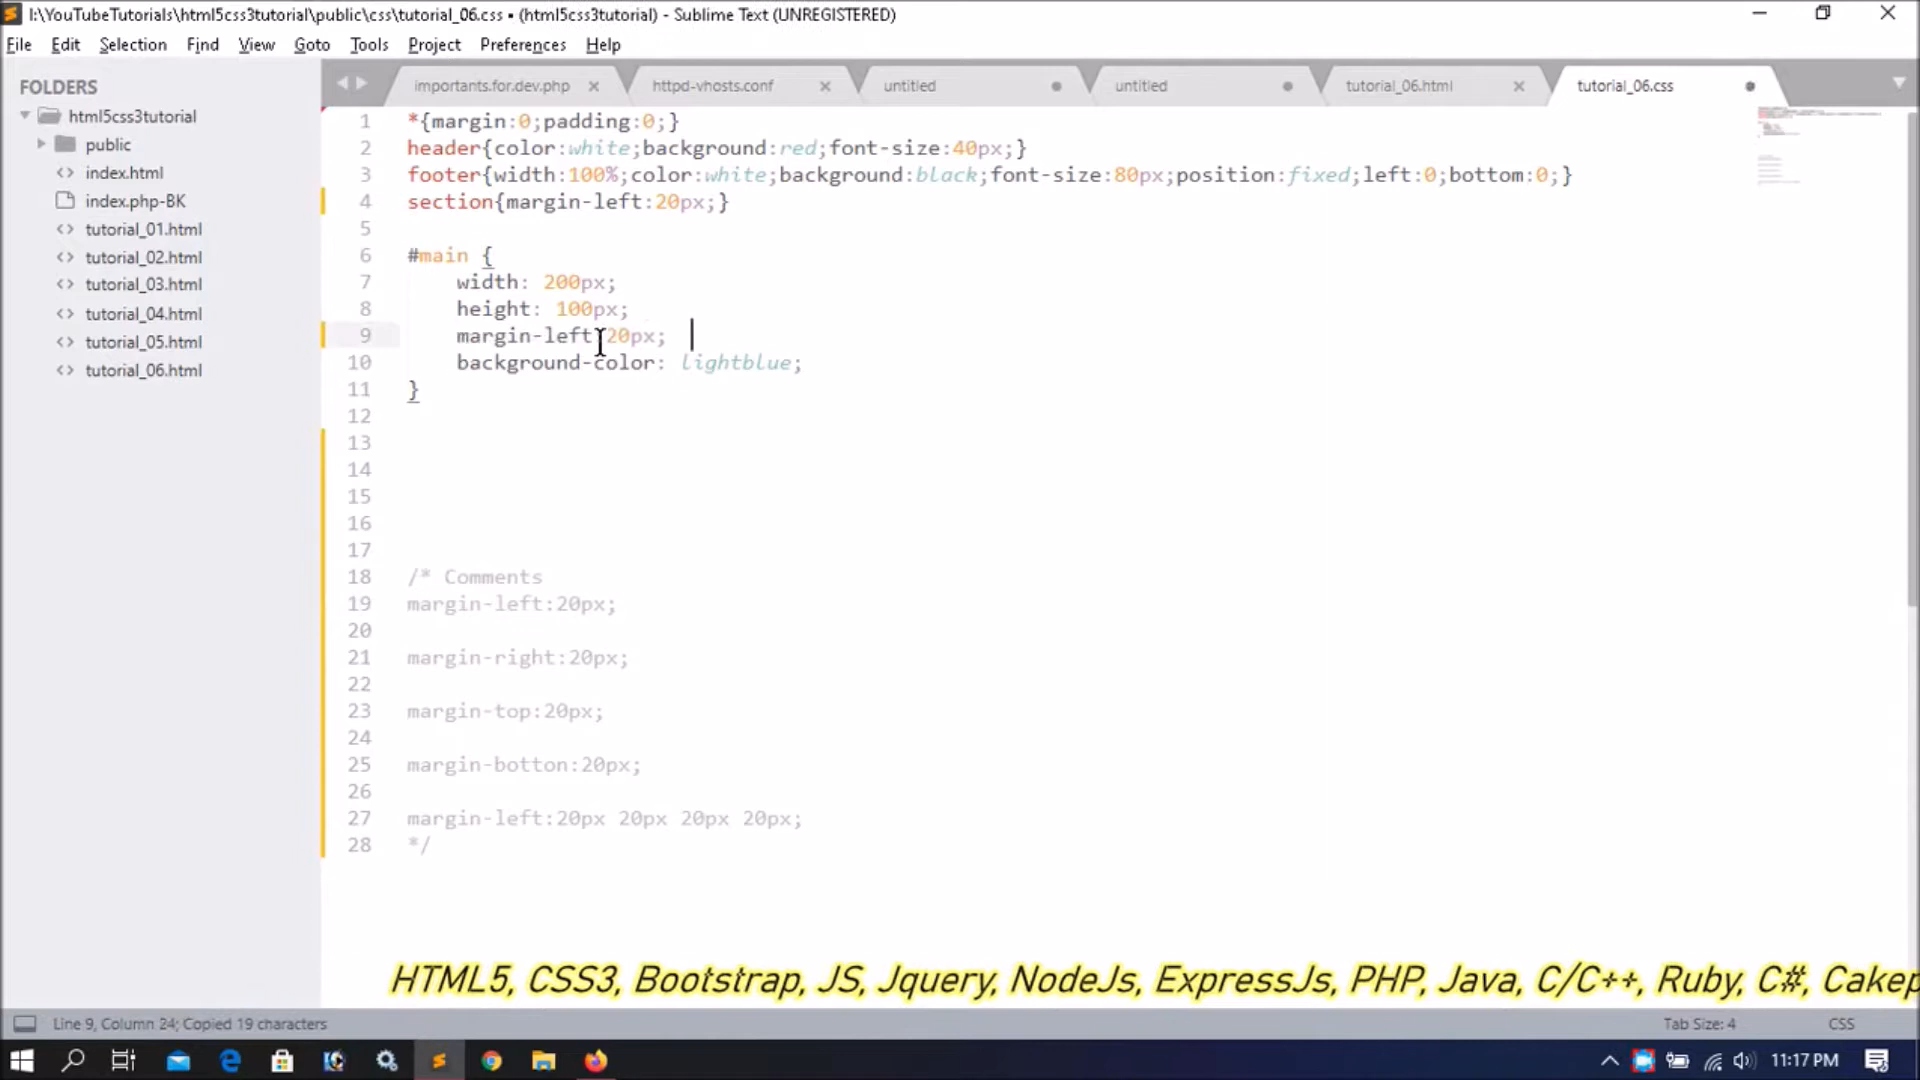 I:\YouTubeTutorials\html5css3tutorial\public\css\tutorial_06.css • (html5css3tutorial) - Sublime Text (UNREGISTERED)
File Edit Selection Find View Goto Tools Project Preferences Help
FOLDERS
html5css3tutorial
public
index.html
index.php-BK
tutorial_01.html
tutorial_02.html
tutorial_03.html
tutorial_04.html
tutorial_05.html
tutorial_06.html
importants.for.dev.php httpd-vhosts.conf untitled untitled tutorial_06.html tutorial_06.css
1 *{margin:0;padding:0;}
2 header{color:white;background:red;font-size:40px;}
3 footer{width:100%;color:white;background:black;font-size:80px;position:fixed;left:0;bottom:0;}
4 section{margin-left:20px;}
5
6 #main {
7 width: 200px;
8 height: 100px;
9 margin-left:20px;
10 background-color: lightblue;
11 }
12
13
14
15
16
17
18 /* Comments
19 margin-left:20px;
20
21 margin-right:20px;
22
23 margin-top:20px;
24
25 margin-botton:20px;
26
27 margin-left:20px 20px 20px 20px;
28 */
HTML5, CSS3, Bootstrap, JS, Jquery, NodeJs, ExpressJs, PHP, Java, C/C++, Ruby, C#, Cakep
Line 9, Column 24; Copied 19 characters Tab Size: 4 CSS
11:17 PM